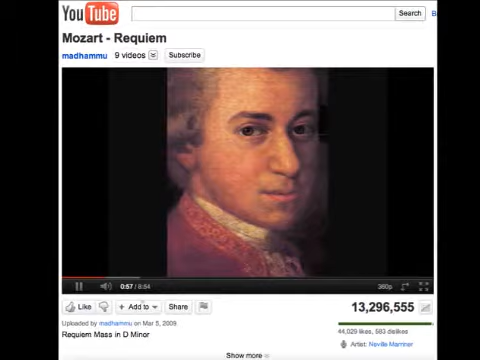 YouTube
Search
B
Mozart - Requiem
madhammu 9 videos Subscribe
0:57 / 8:54 360p
Like Add to Share 13,296,555
Uploaded by madhammu on Mar 5, 2009
44,029 likes, 593 dislikes
Requiem Mass in D Minor
Artist: Neville Marriner
Show more